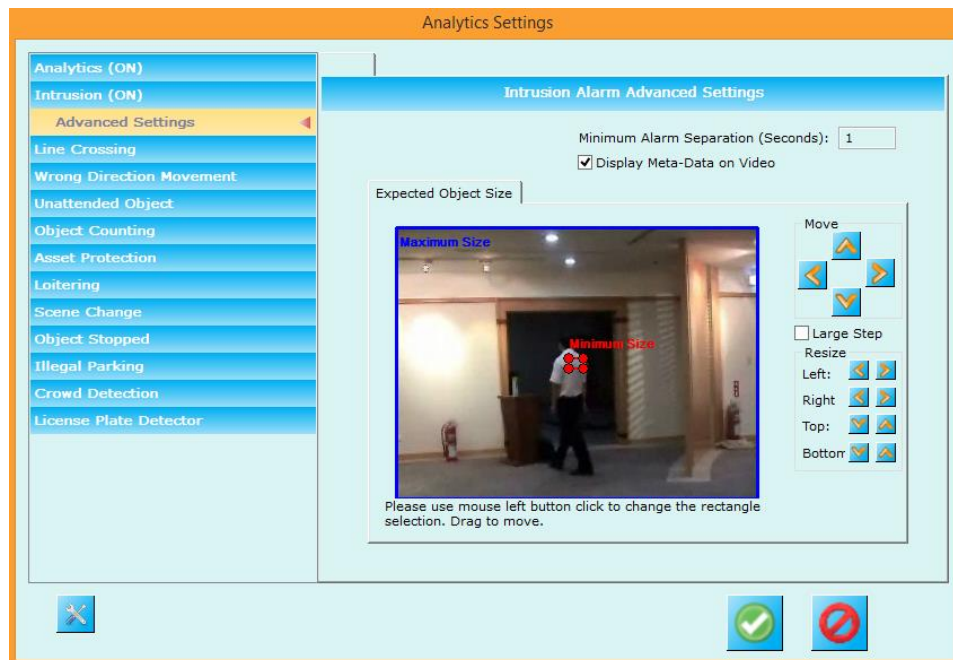 Analytics Settings
Analytics (ON)
Intrusion (ON)
Advanced Settings
Line Crossing
Wrong Direction Movement
Unattended Object
Object Counting
Asset Protection
Loitering
Scene Change
Object Stopped
Illegal Parking
Crowd Detection
License Plate Detector
Intrusion Alarm Advanced Settings
Minimum Alarm Separation (Seconds): 1
Display Meta-Data on Video
Expected Object Size
Maximum Size
Minimum Size
Please use mouse left button click to change the rectangle
selection. Drag to move.
Move
Large Step
Resize
Left:
Right
Top:
Bottom